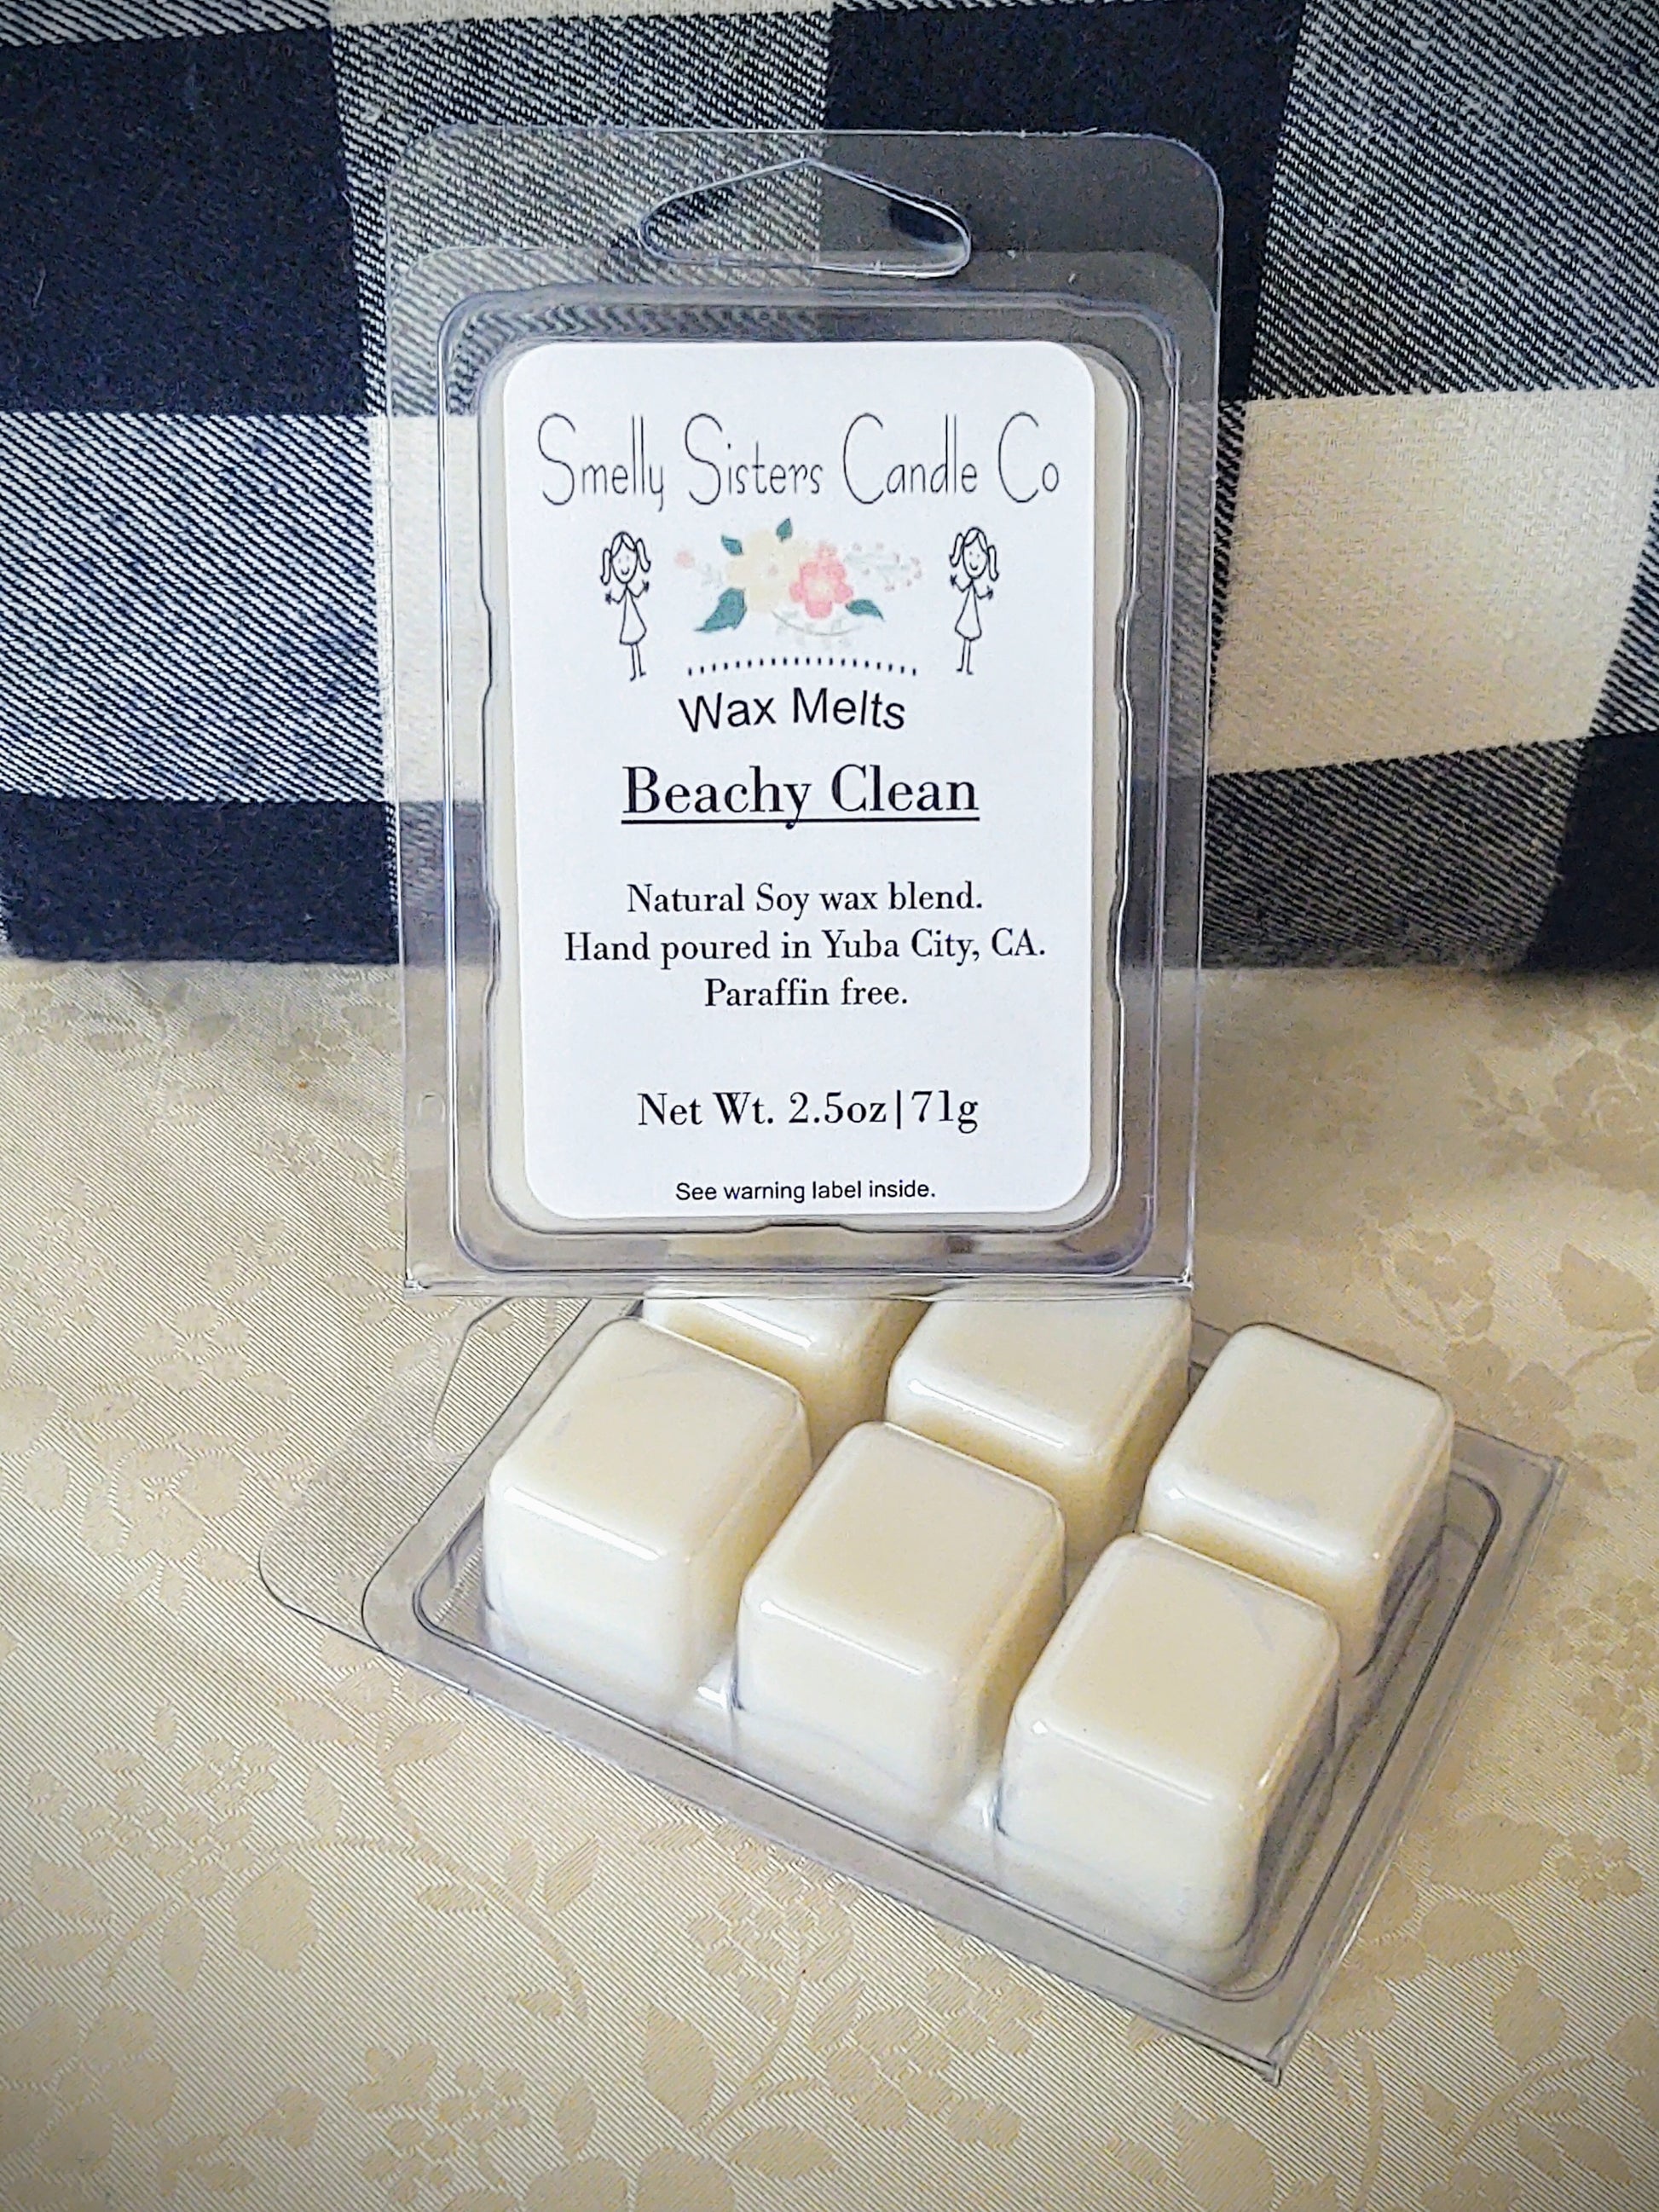 Smelly Sisters Candle Co
Wax Melts
Beachy Clean
Natural Soy wax blend.
Hand poured in Yuba City, CA.
Paraffin free.
Net Wt. 2.5oz|71g
See warning label inside.